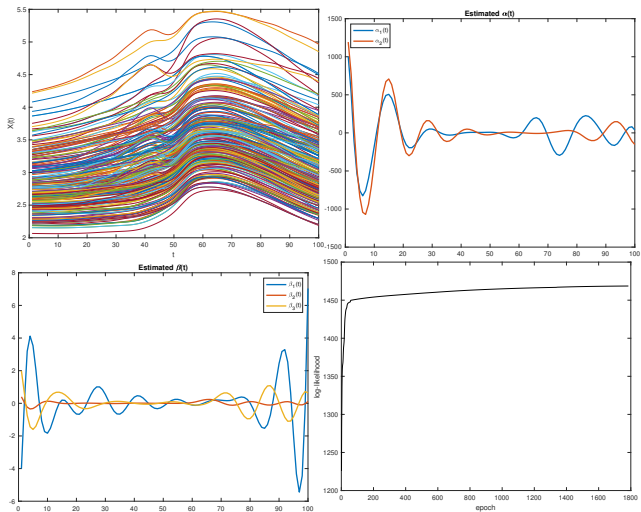 5.5
5
4.5
4
3.5
3
2.5
2
X(t)
0 10 20 30 40 50 60 70 80 90 100
t
Estimated α(t)
α₁(t)
α₂(t)
1500
1000
500
0
-500
-1000
-1500
0 10 20 30 40 50 60 70 80 90 100
Estimated β(t)
β₁(t)
β₂(t)
β₃(t)
8
6
4
2
0
-2
-4
-6
0 10 20 30 40 50 60 70 80 90 100
1500
1450
1400
1350
1300
1250
1200
log-likelihood
0 200 400 600 800 1000 1200 1400 1600 1800
epoch